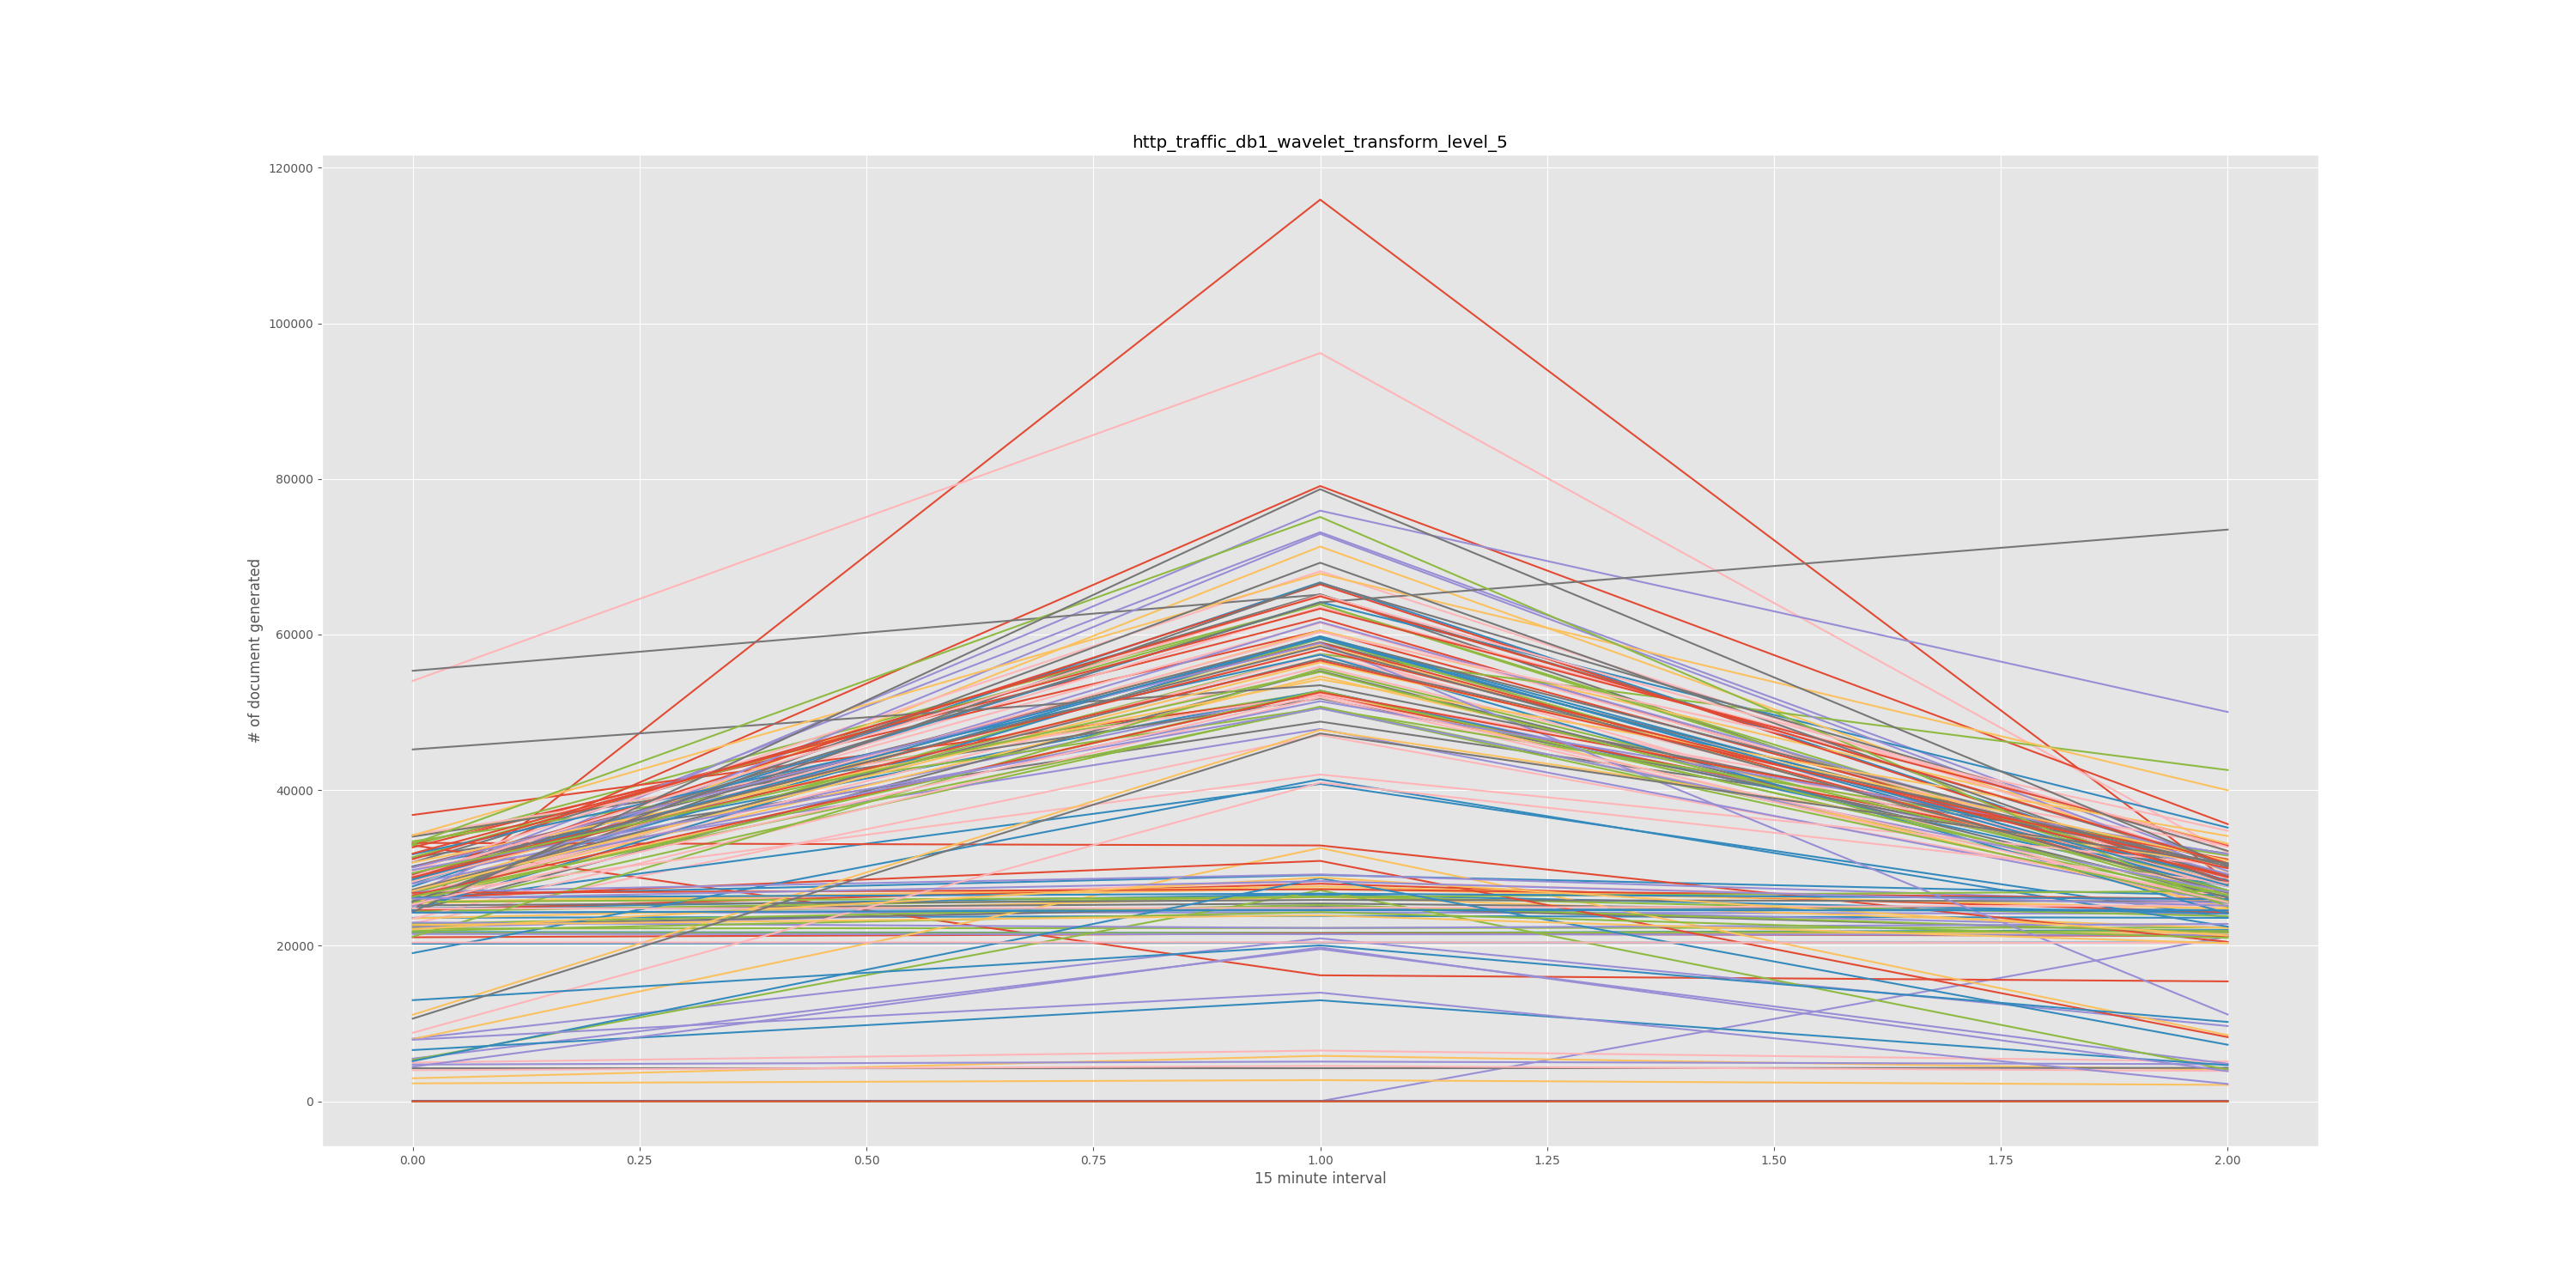 http_traffic_db1_wavelet_transform_level_5
120000
100000
80000
60000
40000
20000
0
# of document generated
0.00 0.25 0.50 0.75 1.00 1.25 1.50 1.75 2.00
15 minute interval